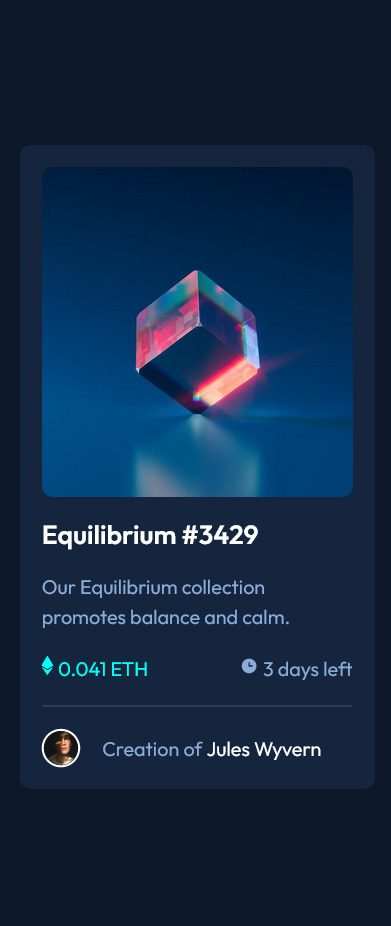 Equilibrium #3429
Our Equilibrium collection
promotes balance and calm.
0.041 ETH
3 days left
Creation of Jules Wyvern